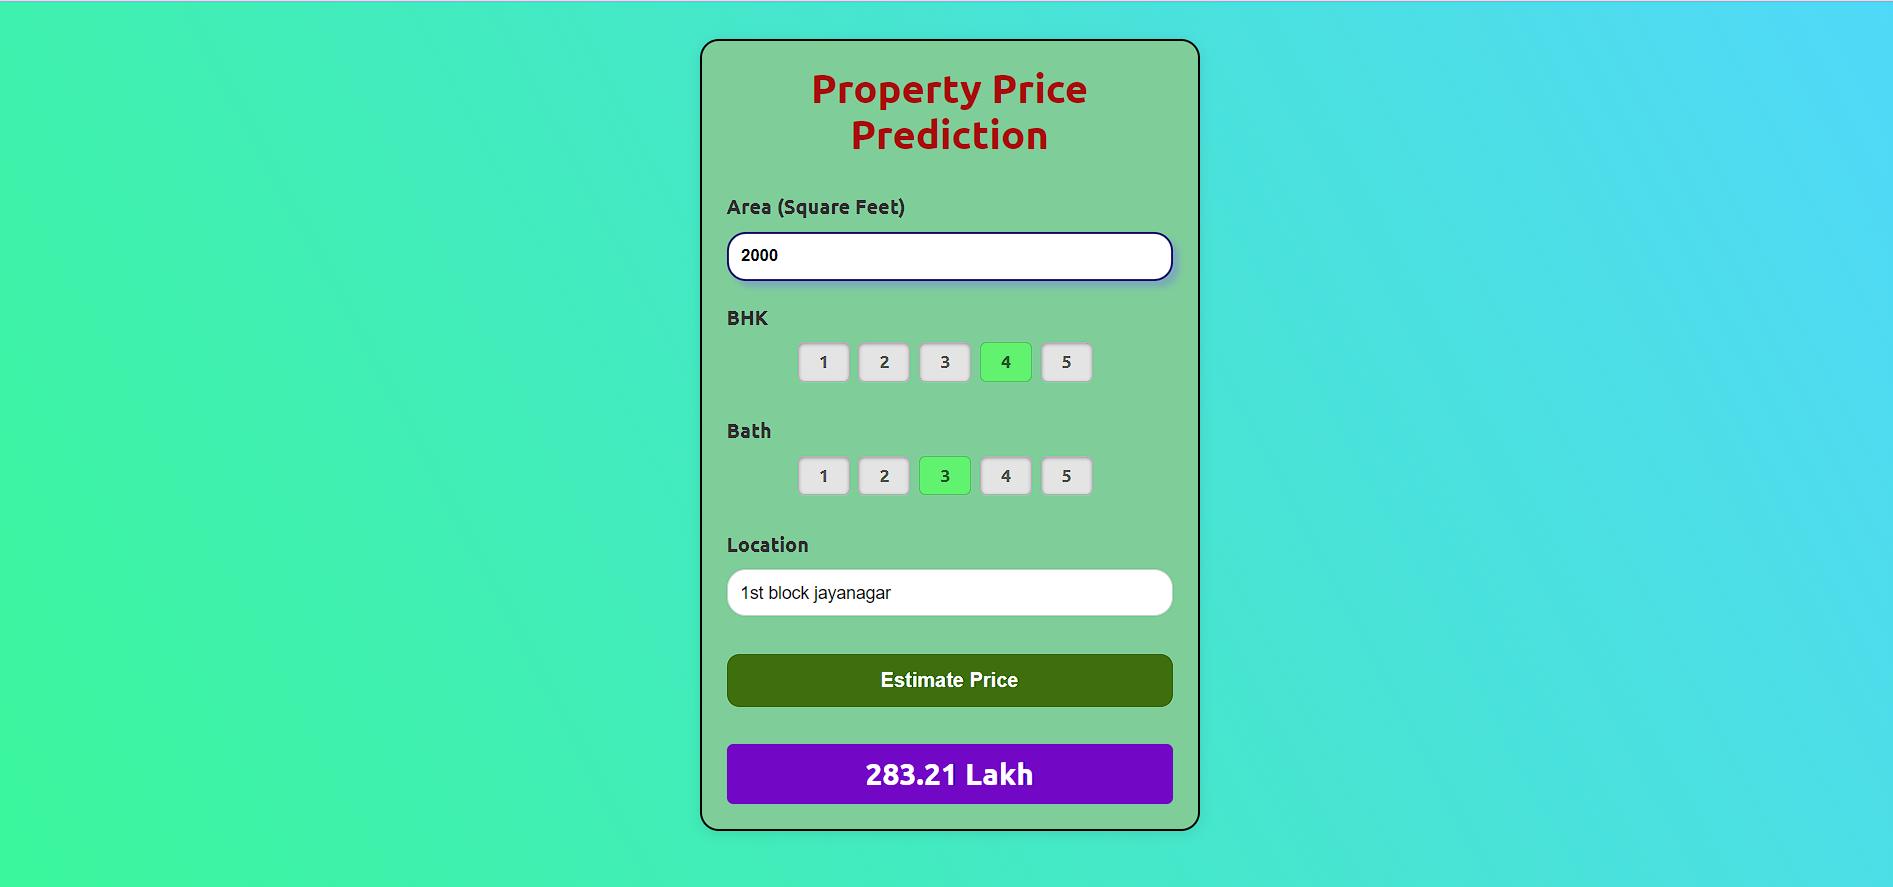 Property Price
Prediction
Area (Square Feet)
2000
BHK
1 2 3 4 5
Bath
1 2 3 4 5
Location
1st block jayanagar
Estimate Price
283.21 Lakh